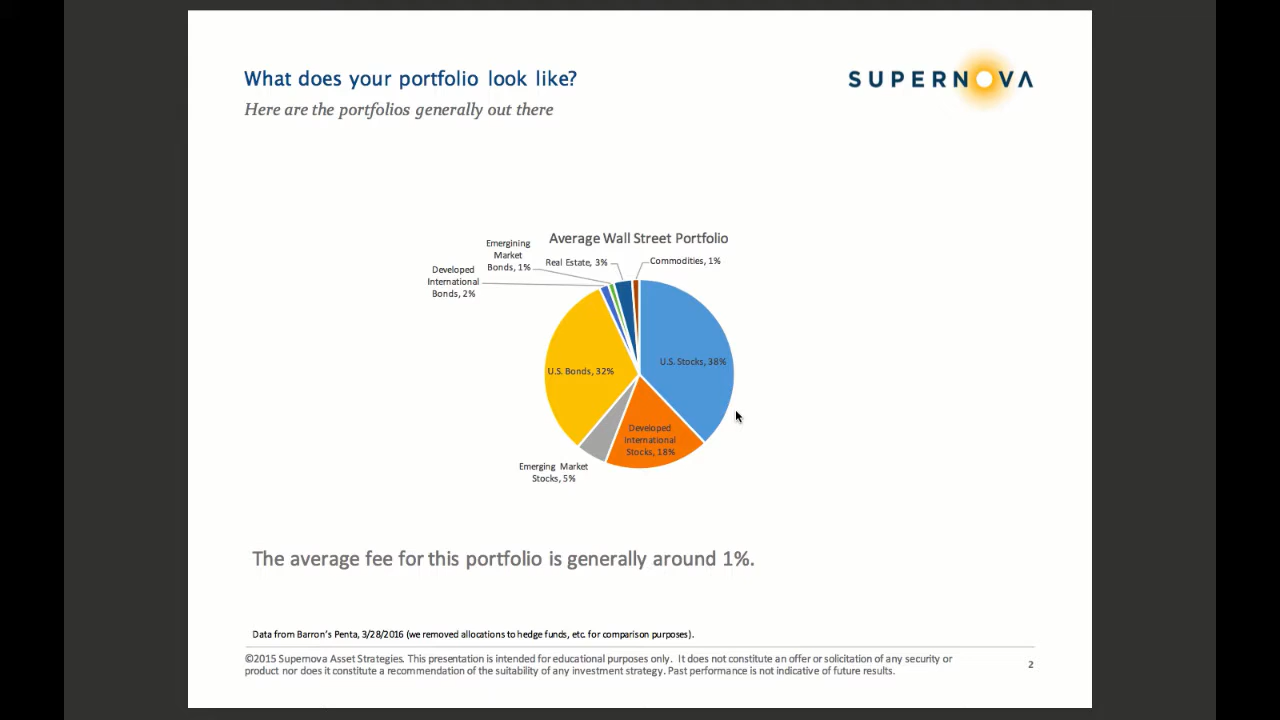 What does your portfolio look like?
SUPERNOVA
Here are the portfolios generally out there
Average Wall Street Portfolio
Emergining
Market
Bonds, 1%
Real Estate, 3%
Commodities, 1%
Developed
International
Bonds, 2%
U.S. Stocks, 38%
U.S. Bonds, 32%
Developed
International
Stocks, 18%
Emerging Market
Stocks, 5%
The average fee for this portfolio is generally around 1%.
Data from Barron's Penta, 3/28/2016 (we removed allocations to hedge funds, etc. for comparison purposes).
©2015 Supernova Asset Strategies. This presentation is intended for educational purposes only. It does not constitute an offer or solicitation of any security or
product nor does it constitute a recommendation of the suitability of any investment strategy. Past performance is not indicative of future results.
2